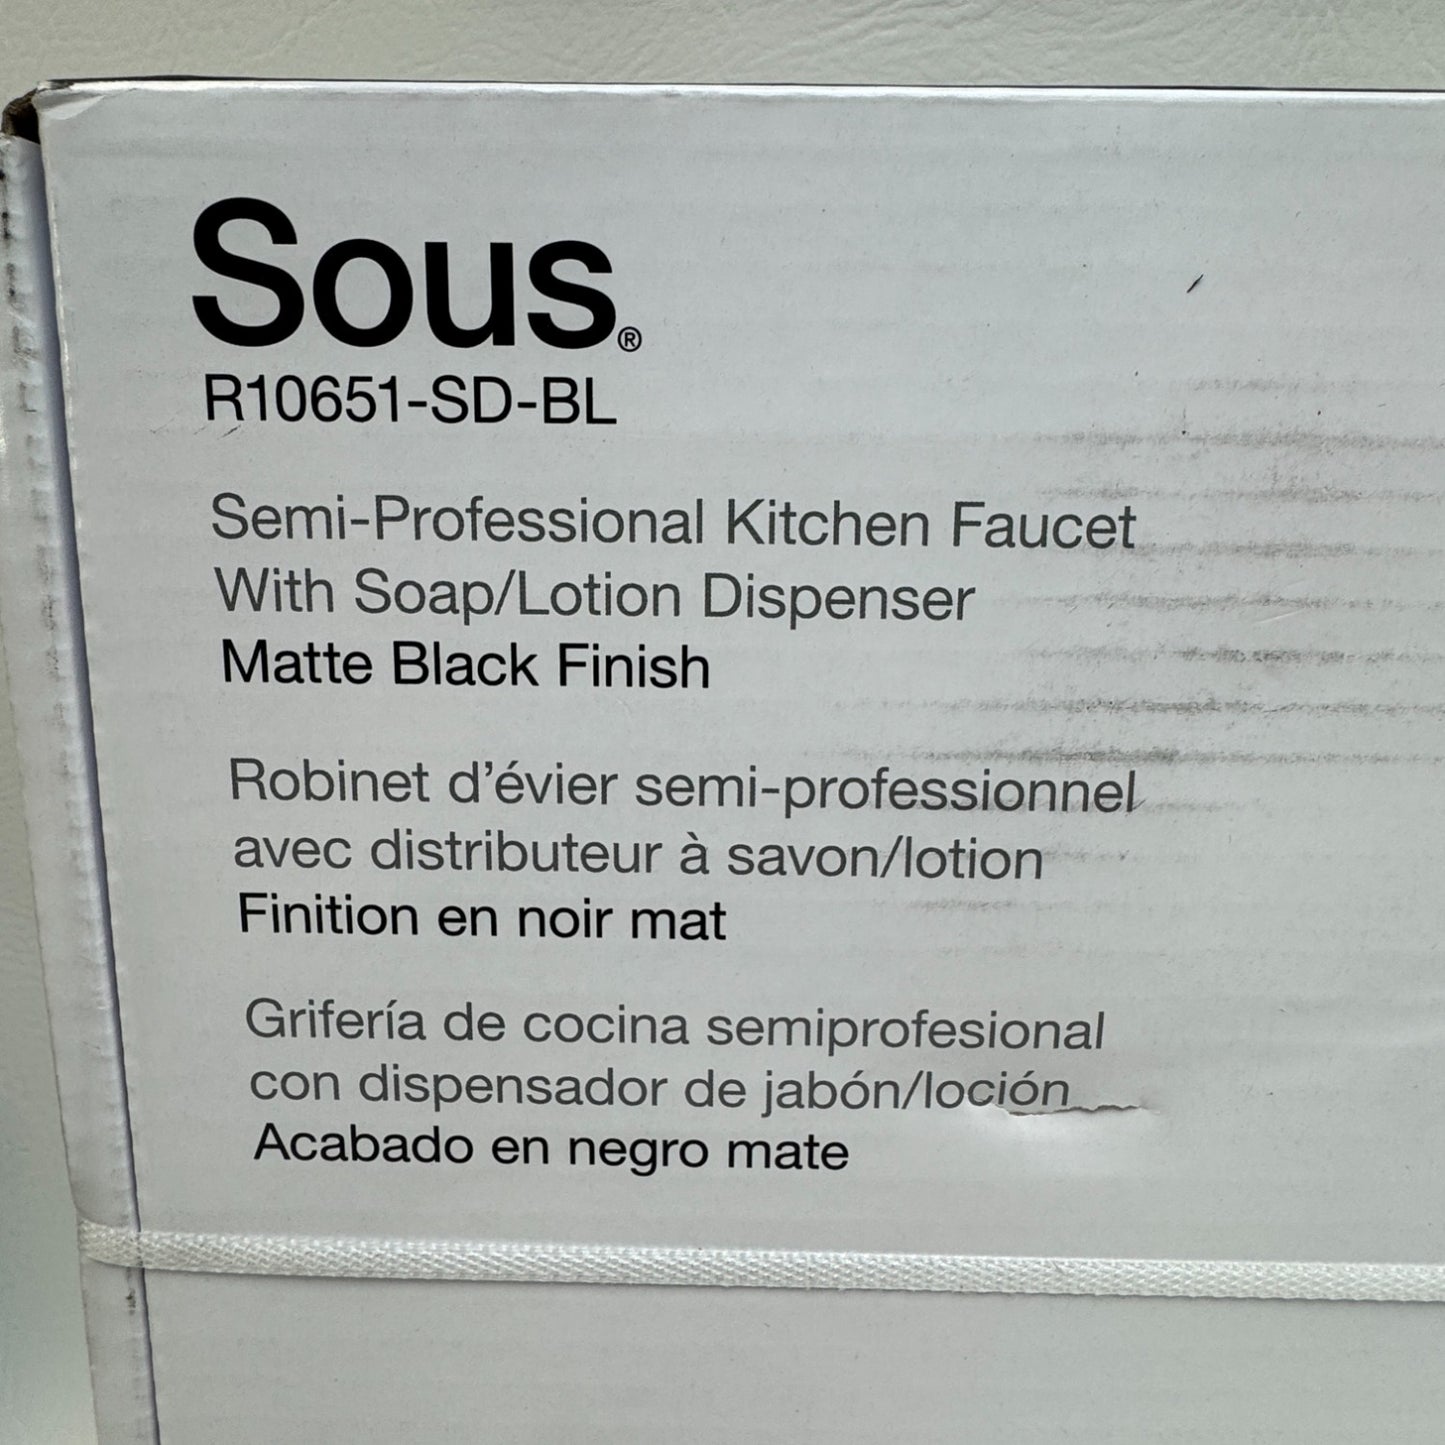 Sous®
R10651-SD-BL
Semi-Professional Kitchen Faucet
With Soap/Lotion Dispenser
Matte Black Finish
Robinet d’évier semi-professionnel
avec distributeur à savon/lotion
Finition en noir mat
Grifería de cocina semiprofesional
con dispensador de jabón/loción
Acabado en negro mate